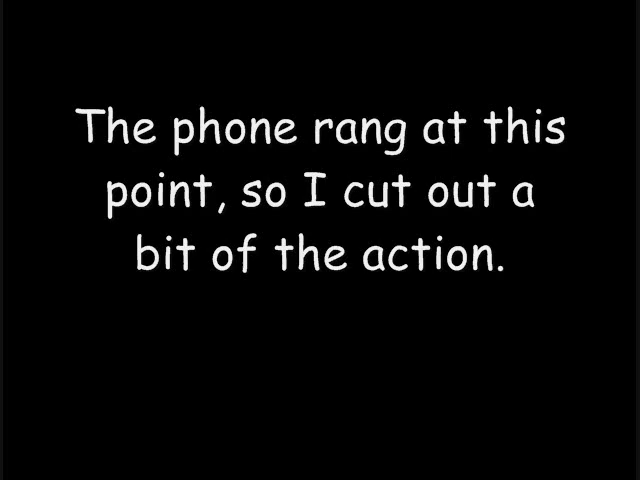 The phone rang at this
point, so I cut out a
bit of the action.